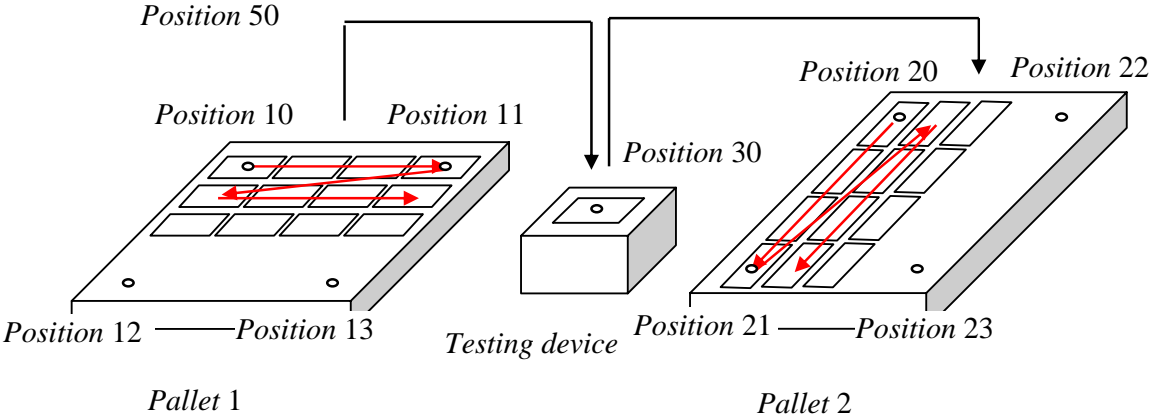 Position 50
Position 20
Position 22
Position 10
Position 11
Position 30
Position 12
Position 13
Testing device
Position 21
Position 23
Pallet 1
Pallet 2